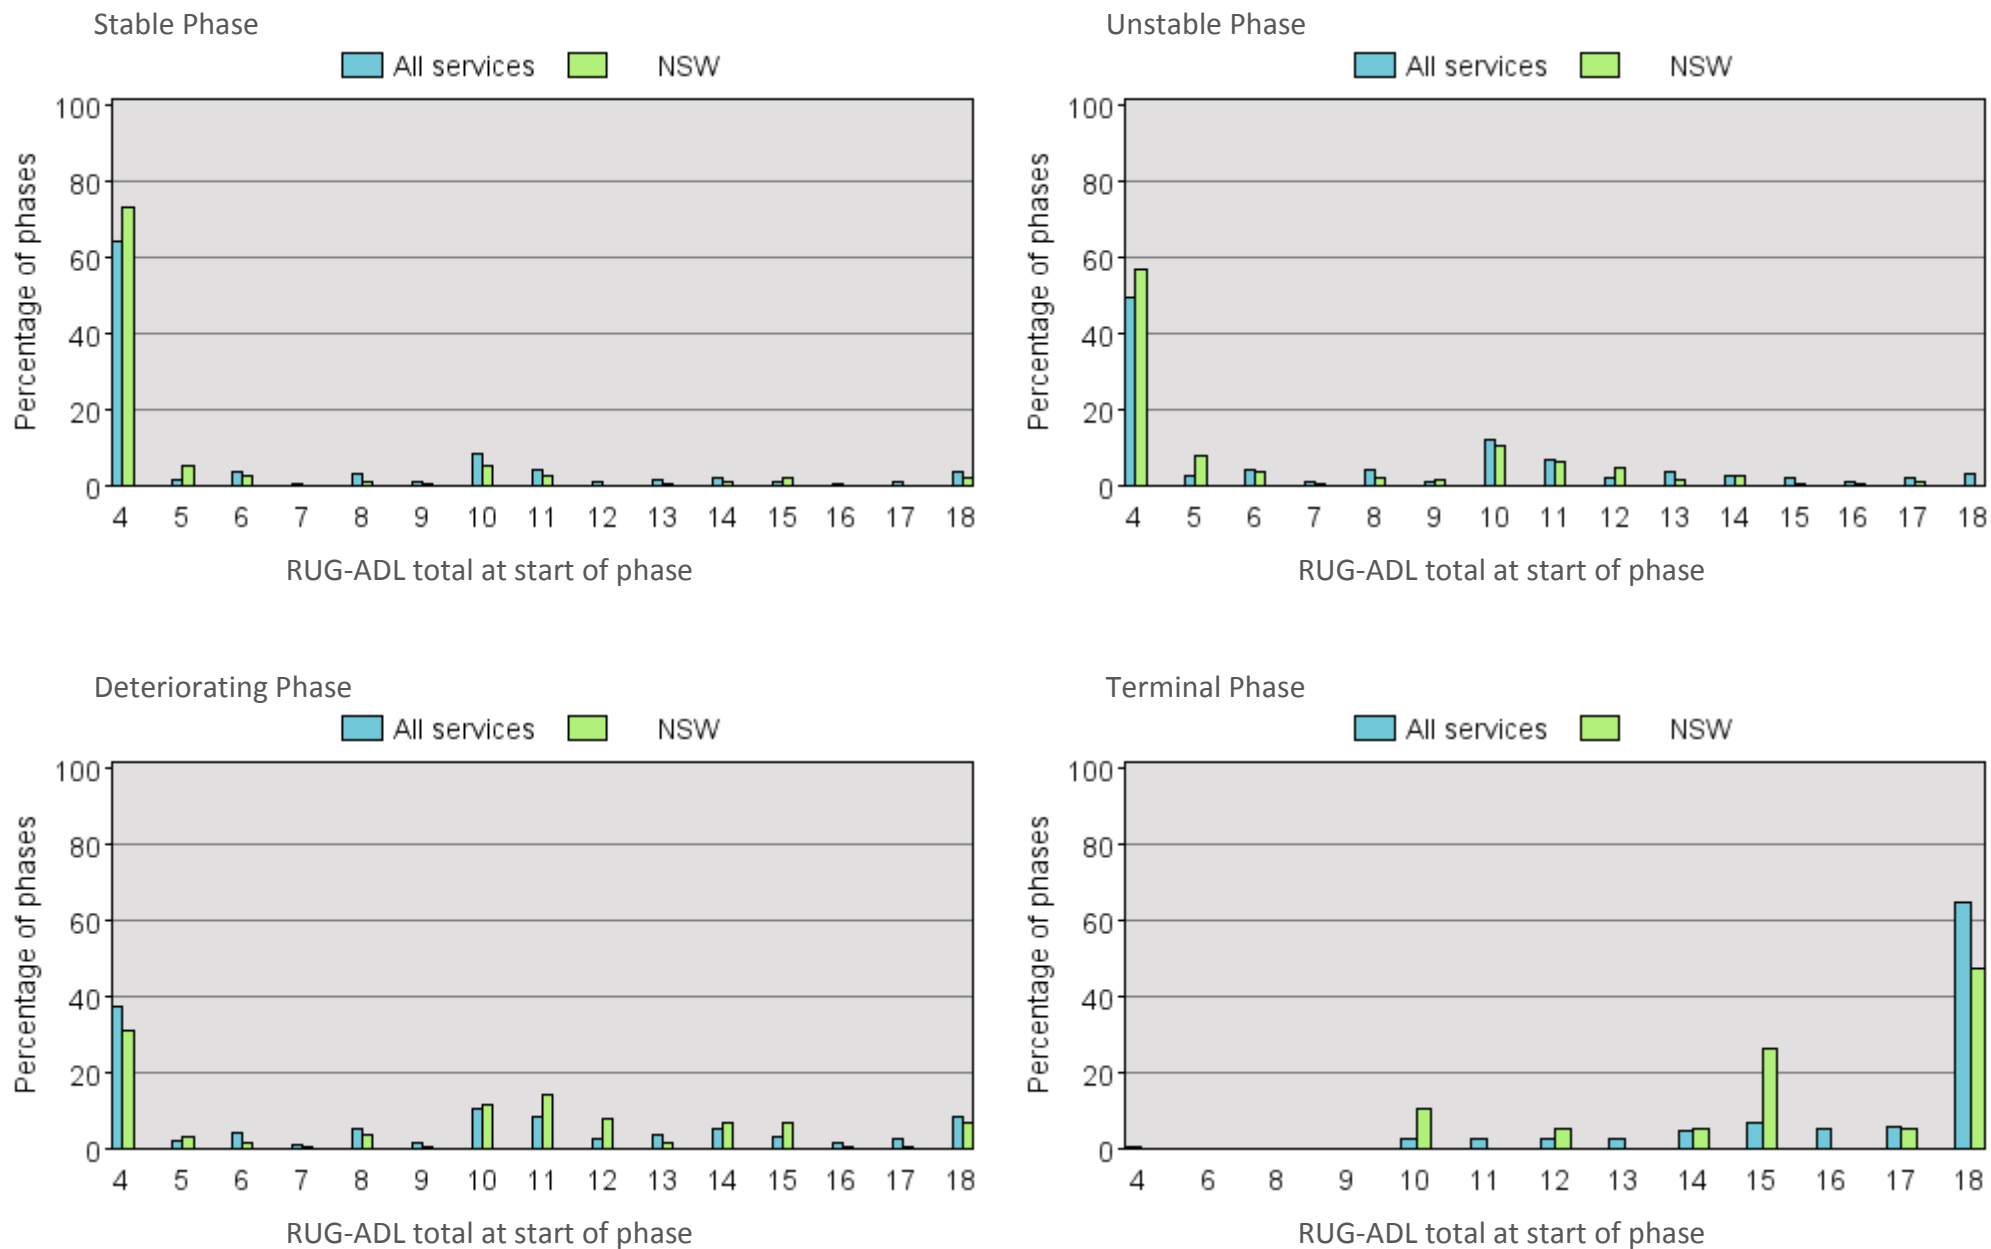 Stable Phase
All services NSW
100
80
60
40
20
0
Percentage of phases
4 5 6 7 8 9 10 11 12 13 14 15 16 17 18
RUG-ADL total at start of phase
Unstable Phase
All services NSW
100
80
60
40
20
0
Percentage of phases
4 5 6 7 8 9 10 11 12 13 14 15 16 17 18
RUG-ADL total at start of phase
Deteriorating Phase
All services NSW
100
80
60
40
20
0
Percentage of phases
4 5 6 7 8 9 10 11 12 13 14 15 16 17 18
RUG-ADL total at start of phase
Terminal Phase
All services NSW
100
80
60
40
20
0
Percentage of phases
4 6 8 9 10 11 12 13 14 15 16 17 18
RUG-ADL total at start of phase